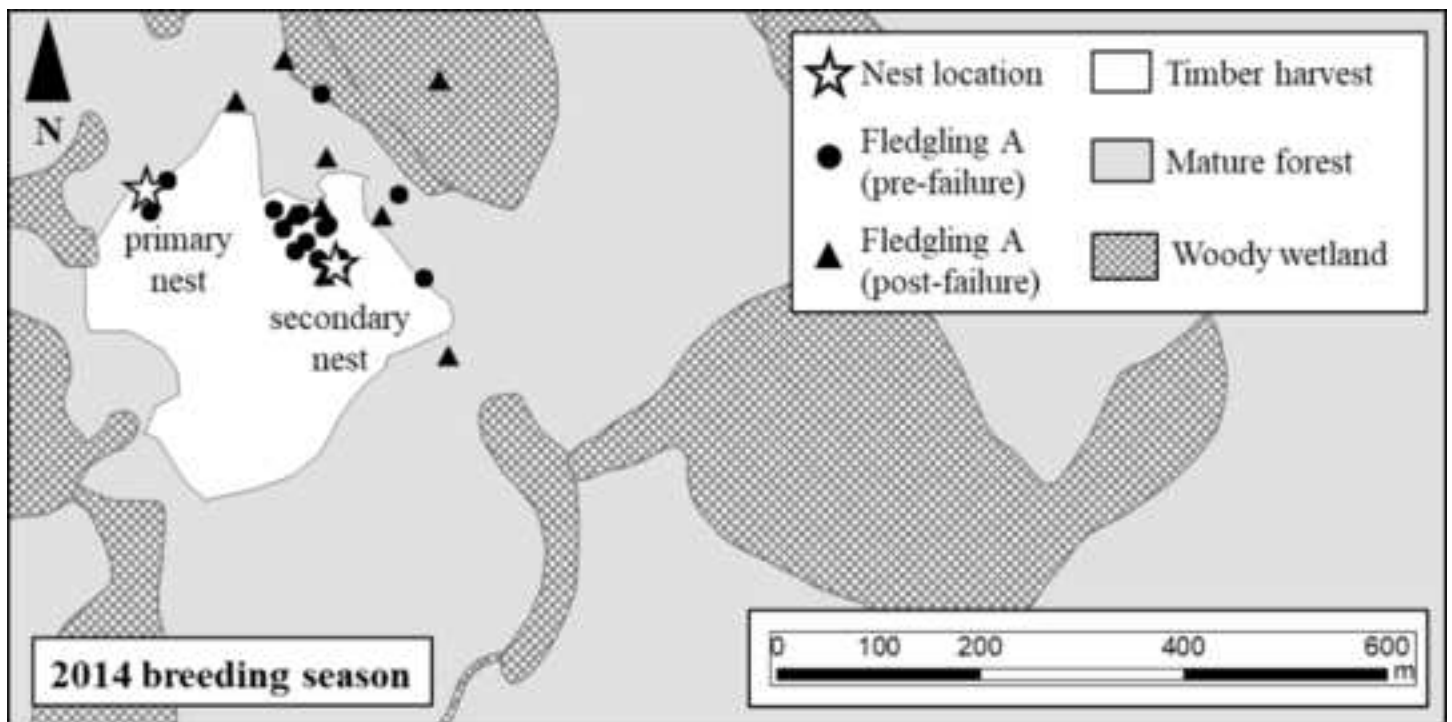 N
primary
nest
secondary
nest
Nest location
Fledgling A
(pre-failure)
Fledgling A
(post-failure)
Timber harvest
Mature forest
Woody wetland
2014 breeding season
0 100 200 400 600
m